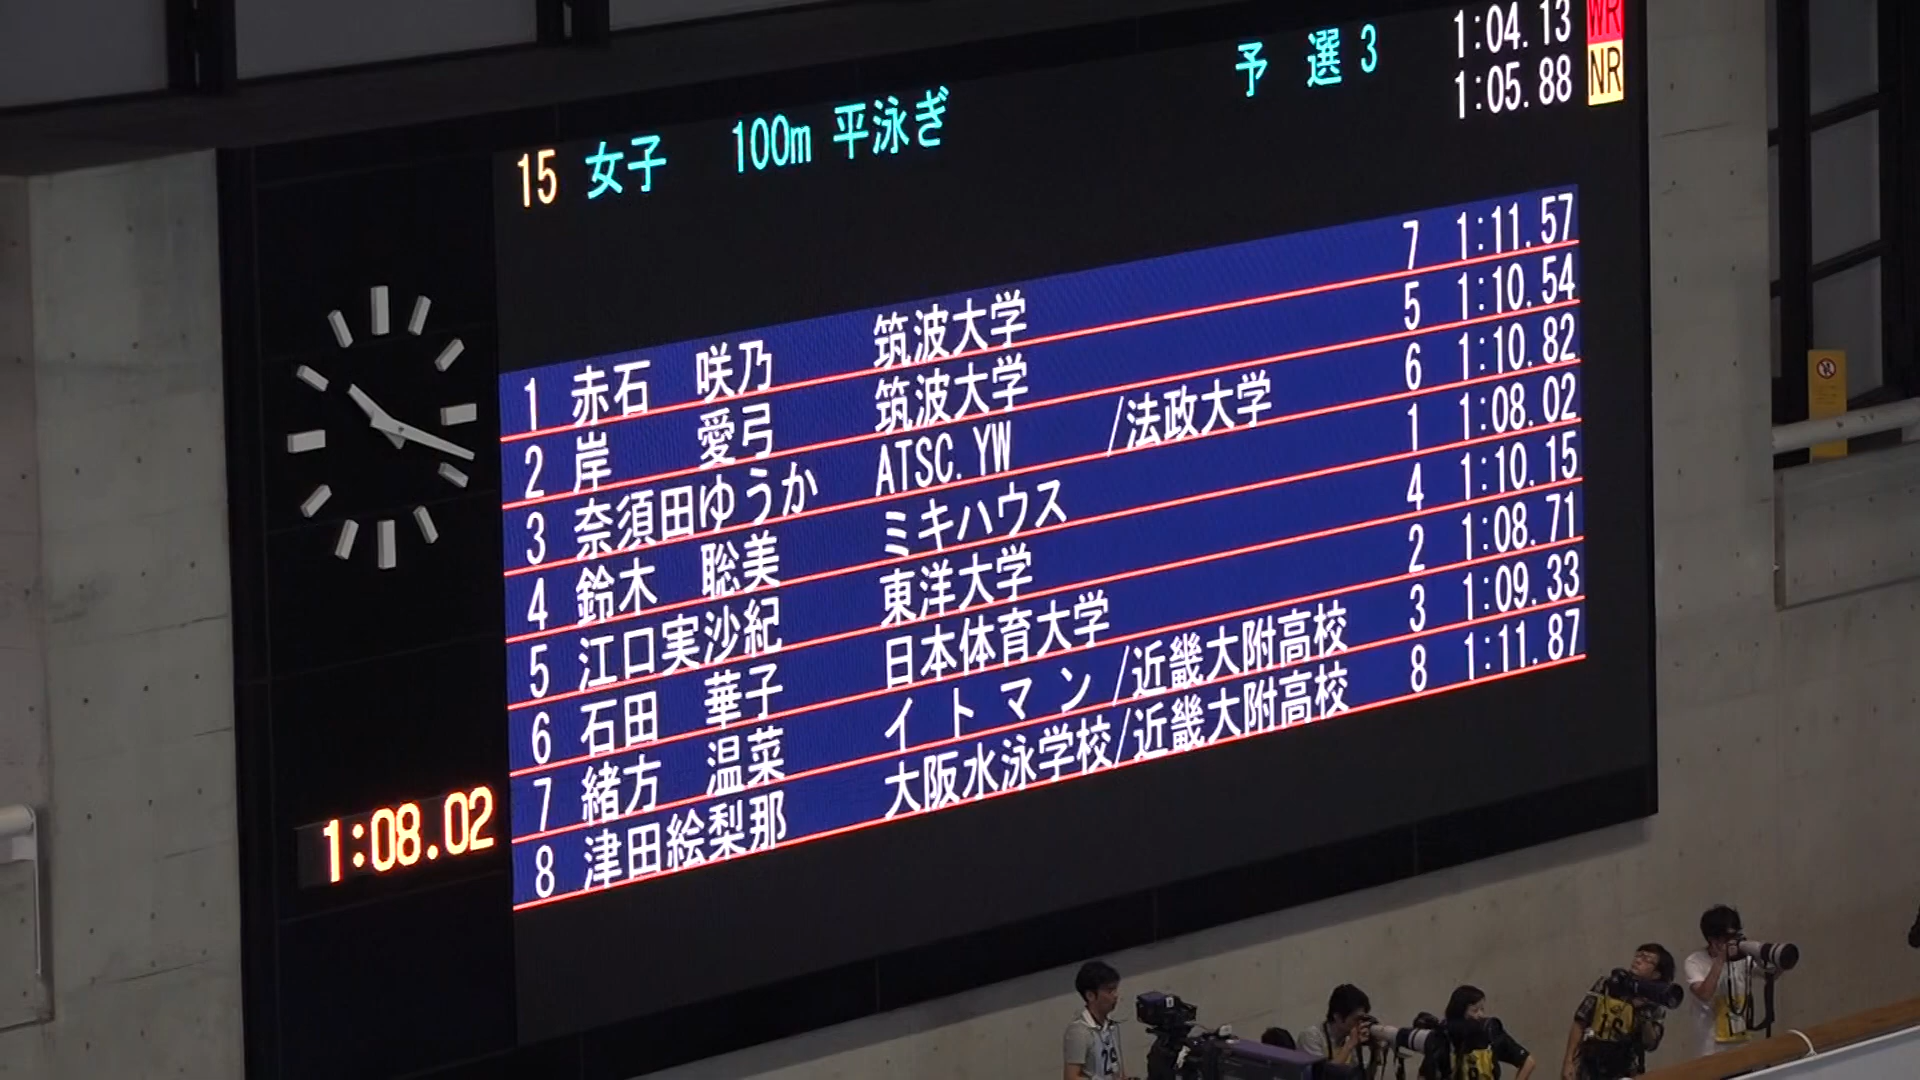 1:04.13 WR
予 選 3 1:05.88 NR
15 女子 100m 平泳ぎ
1 赤石 咲乃 筑波大学 7 1:11.57
2 岸 愛弓 筑波大学 5 1:10.54
3 奈須田ゆうか ATSC.YW /法政大学 6 1:10.82
4 鈴木 聡美 ミキハウス 1 1:08.02
5 江口実沙紀 東洋大学 4 1:10.15
6 石田 華子 日本体育大学 2 1:08.71
7 緒方 温菜 イトマン/近畿大附高校 3 1:09.33
8 津田絵梨那 大阪水泳学校/近畿大附高校 8 1:11.87
1:08.02